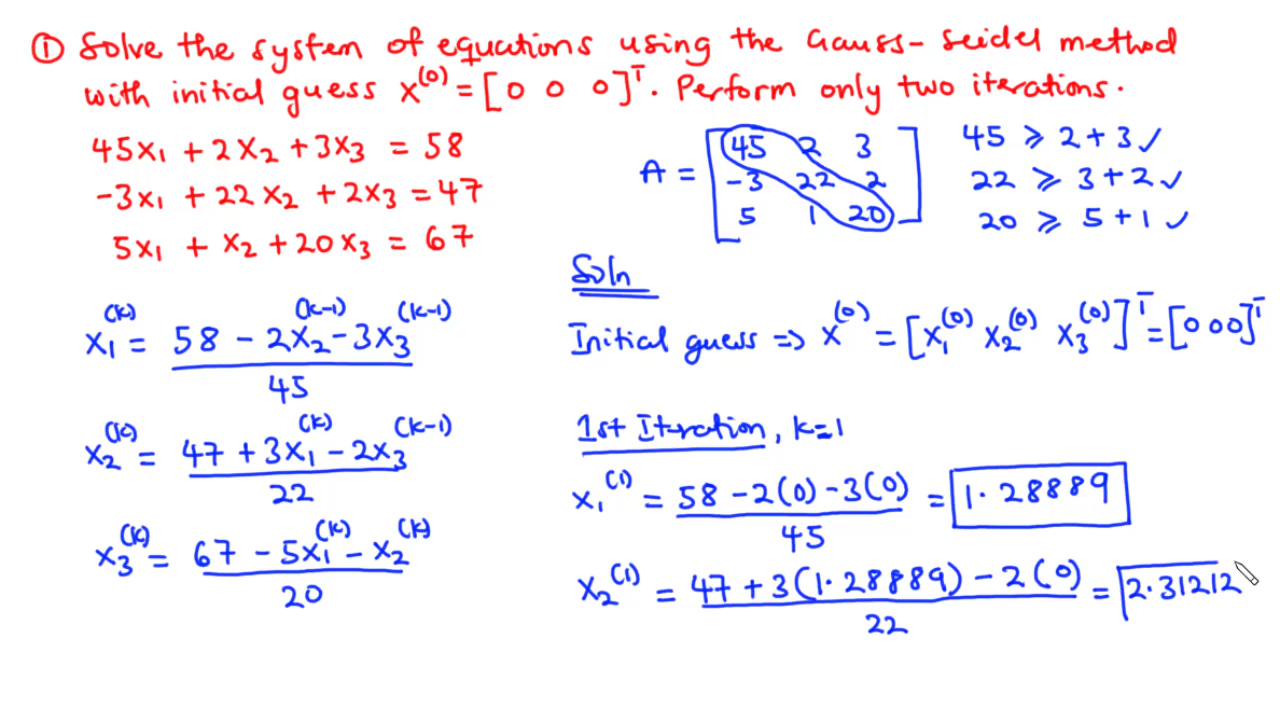 ① Solve the system of equations using the Gauss-Seidel method
with initial guess x^(0) = [0 0 0]^T. Perform only two iterations.
45x₁ + 2x₂ + 3x₃ = 58
-3x₁ + 22x₂ + 2x₃ = 47
5x₁ + x₂ + 20x₃ = 67
A = [45 2 3
-3 22 2
5 1 20]
45 ⩾ 2 + 3 ✓
22 ⩾ 3 + 2 ✓
20 ⩾ 5 + 1 ✓
x₁^(k) = (58 - 2x₂^(k-1) - 3x₃^(k-1)) / 45
x₂^(k) = (47 + 3x₁^(k) - 2x₃^(k-1)) / 22
x₃^(k) = (67 - 5x₁^(k) - x₂^(k)) / 20
Soln
Initial guess => x^(0) = [x₁^(0) x₂^(0) x₃^(0)]^T = [0 0 0]^T
1st Iteration, k=1
x₁^(1) = (58 - 2(0) - 3(0)) / 45 = 1.28889
x₂^(1) = (47 + 3(1.28889) - 2(0)) / 22 = 2.31212